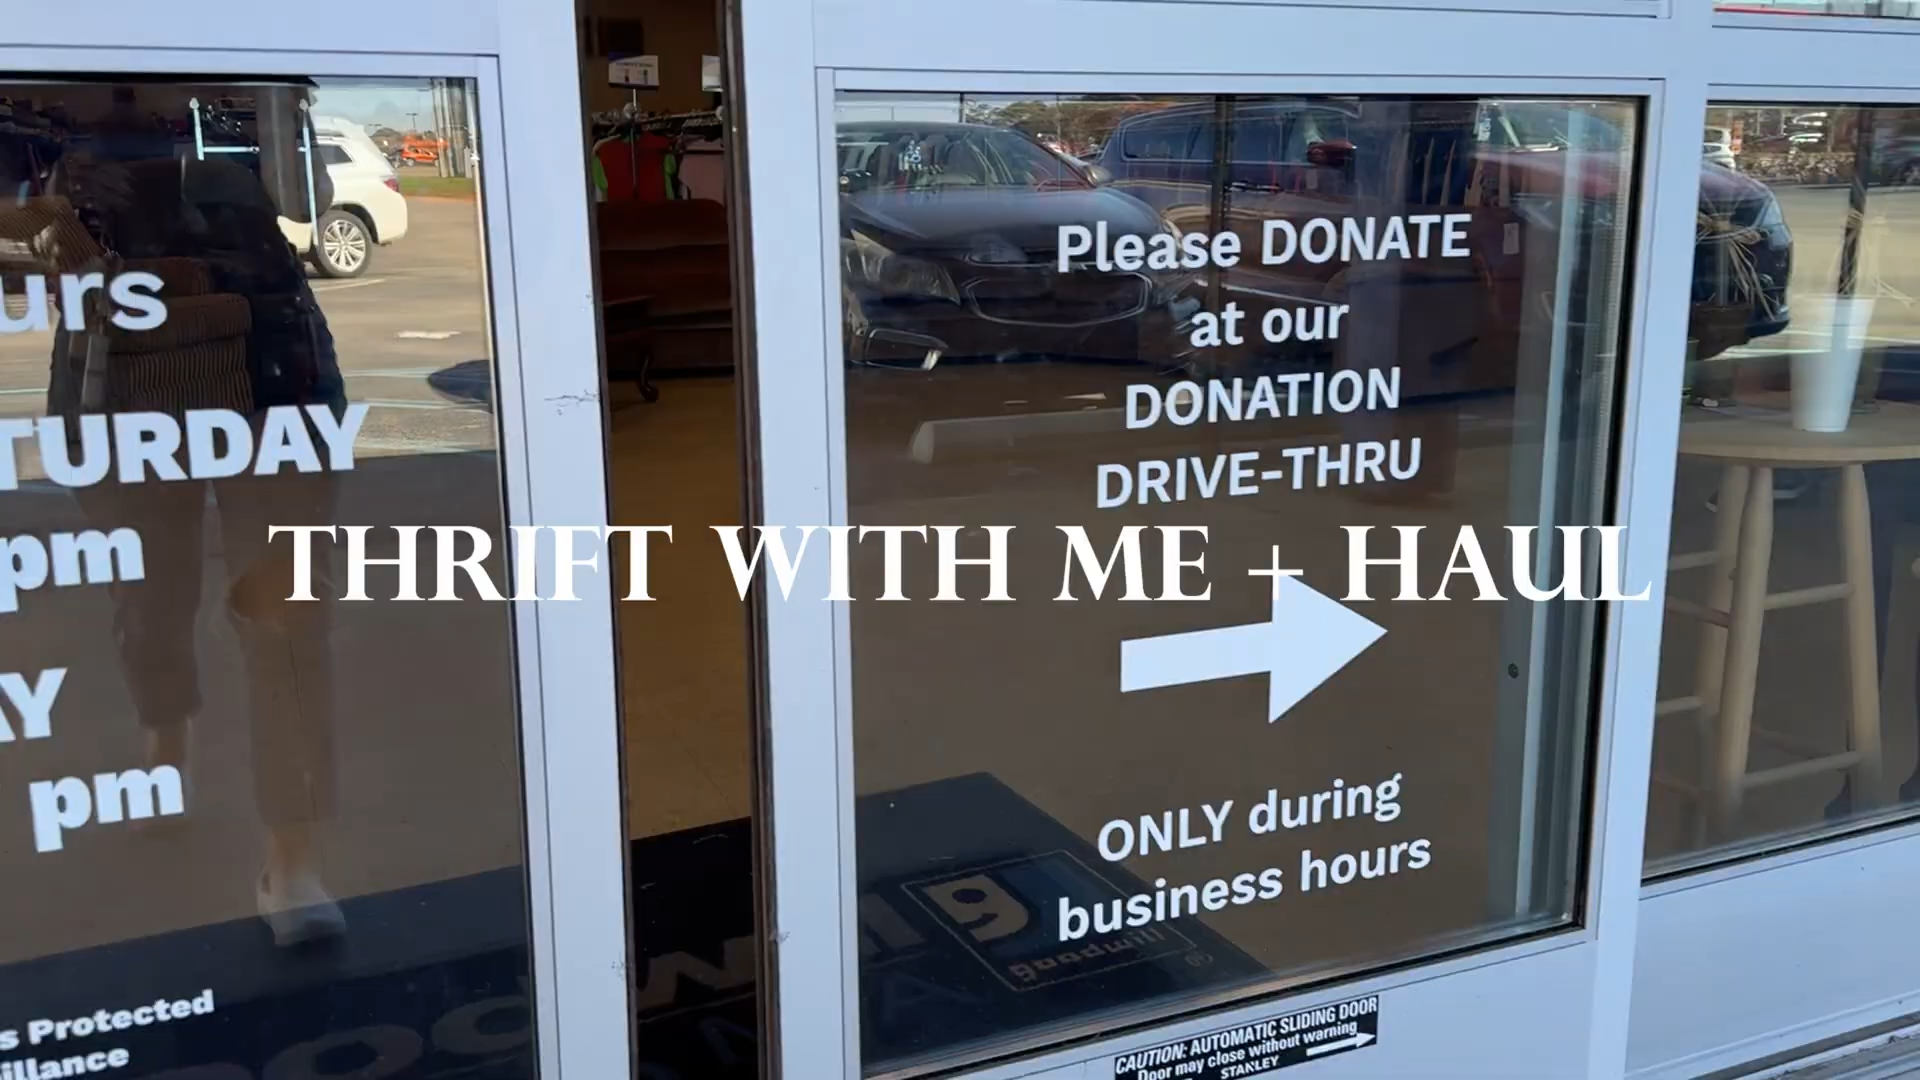 urs
TURDAY
pm
AY
pm
s Protected
illance
Please DONATE
at our
DONATION
DRIVE-THRU
THRIFT WITH ME + HAUL
ONLY during
business hours
goodwill
CAUTION: AUTOMATIC SLIDING DOOR
Door may close without warning
STANLEY